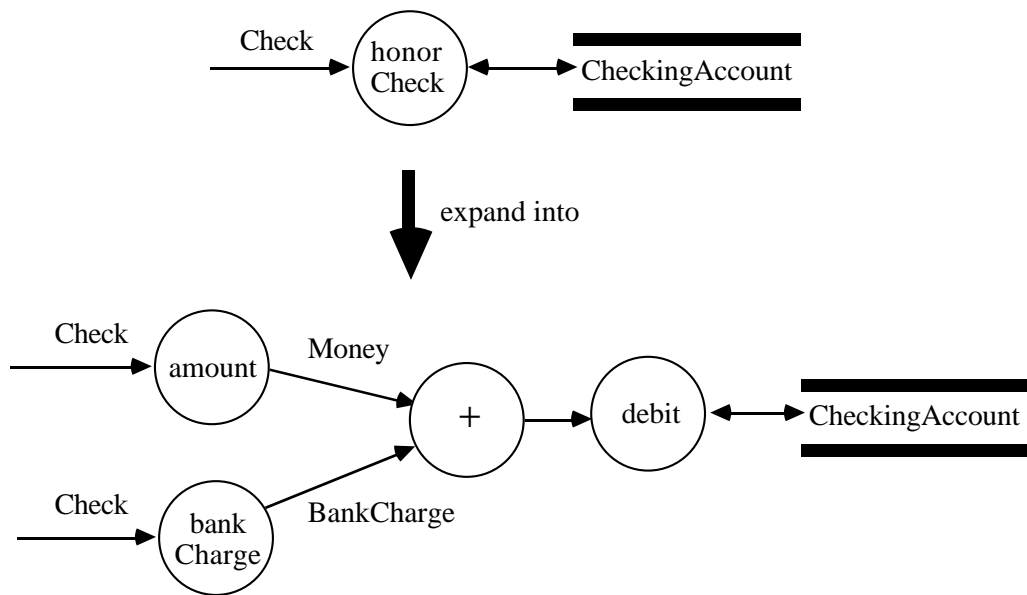 Check
honor
Check
CheckingAccount
expand into
Check
amount
Money
+
debit
CheckingAccount
Check
bank
Charge
BankCharge